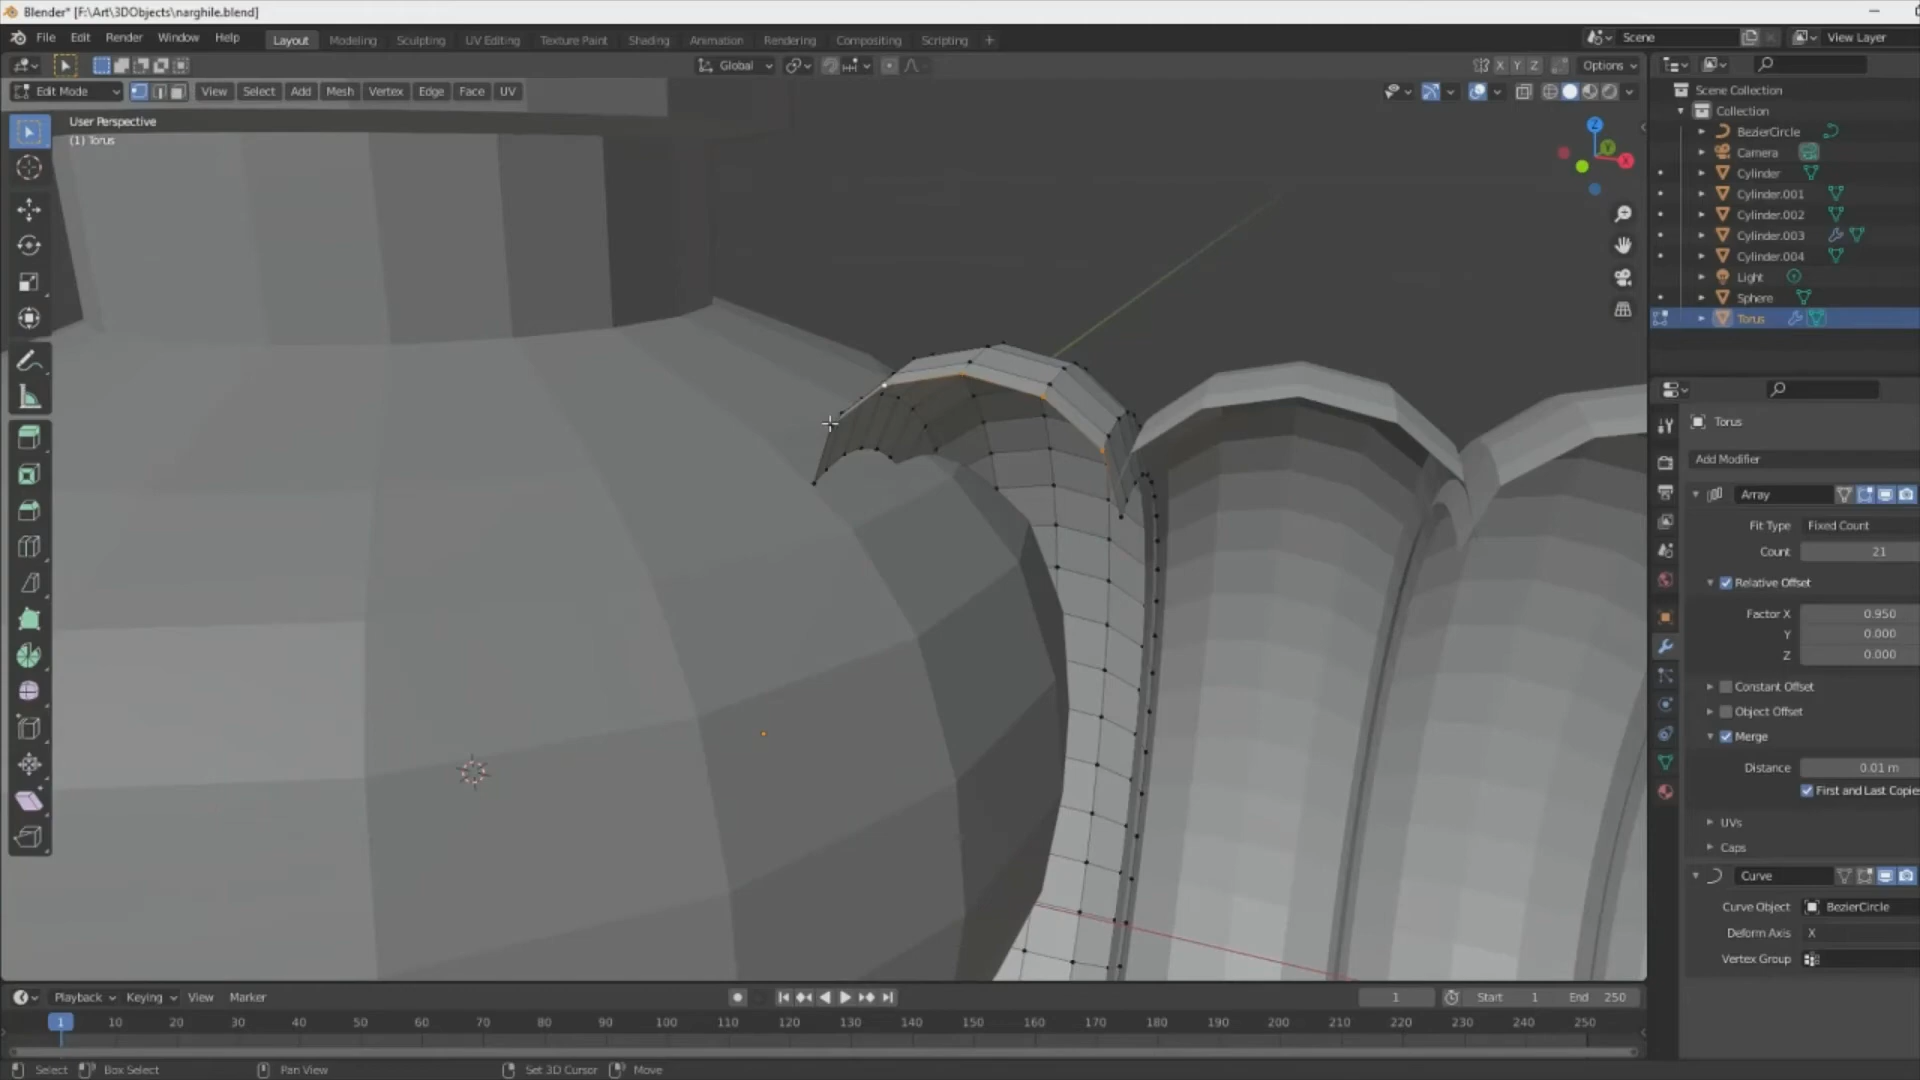 Blender* [F:\Art\3DObjects\narghile.blend]
File Edit Render Window Help Layout Modeling Sculpting UV Editing Texture Paint Shading Animation Rendering Compositing Scripting + Scene View Layer
Global X Y Z Options
Edit Mode View Select Add Mesh Vertex Edge Face UV
User Perspective
(1) Torus
Z
Y
X
Scene Collection
Collection
BezierCircle
Camera
Cylinder
Cylinder.001
Cylinder.002
Cylinder.003
Cylinder.004
Light
Sphere
Torus
Torus
Add Modifier
Array
Fit Type Fixed Count
Count 21
Relative Offset
Factor X 0.950
Y 0.000
Z 0.000
Constant Offset
Object Offset
Merge
Distance 0.01 m
First and Last Copie
UVs
Caps
Curve
Curve Object BezierCircle
Deform Axis X
Vertex Group
Playback Keying View Marker 1 Start 1 End 250
1 10 20 30 40 50 60 70 80 90 100 110 120 130 140 150 160 170 180 190 200 210 220 230 240 250
Select Box Select Pan View Set 3D Cursor Move